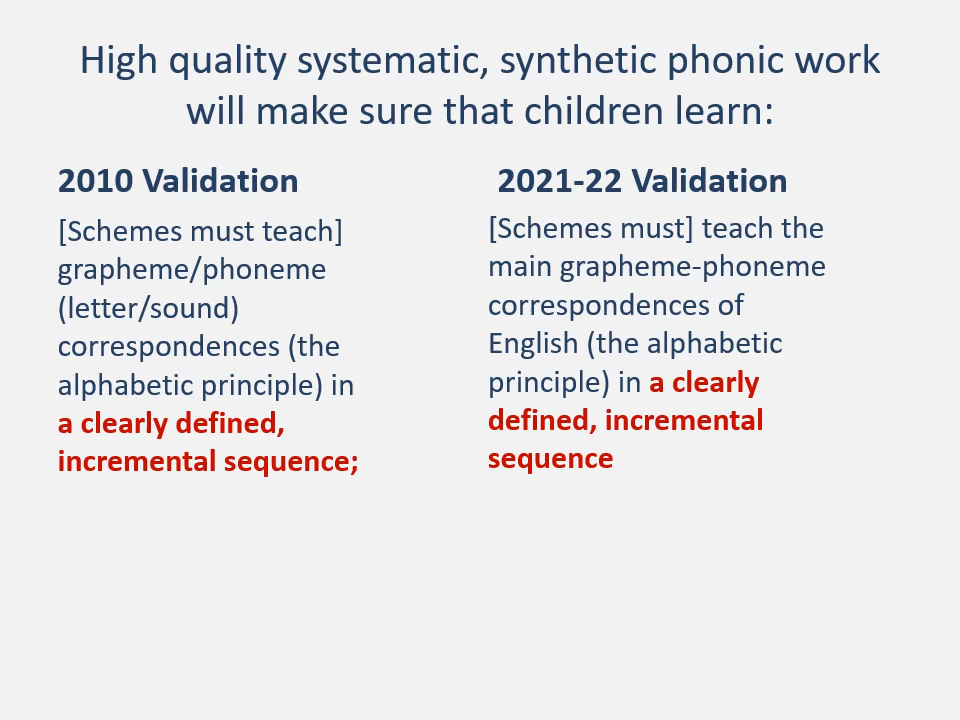 High quality systematic, synthetic phonic work
will make sure that children learn:
2010 Validation
[Schemes must teach]
grapheme/phoneme
(letter/sound)
correspondences (the
alphabetic principle) in
a clearly defined,
incremental sequence;
2021-22 Validation
[Schemes must] teach the
main grapheme-phoneme
correspondences of
English (the alphabetic
principle) in a clearly
defined, incremental
sequence